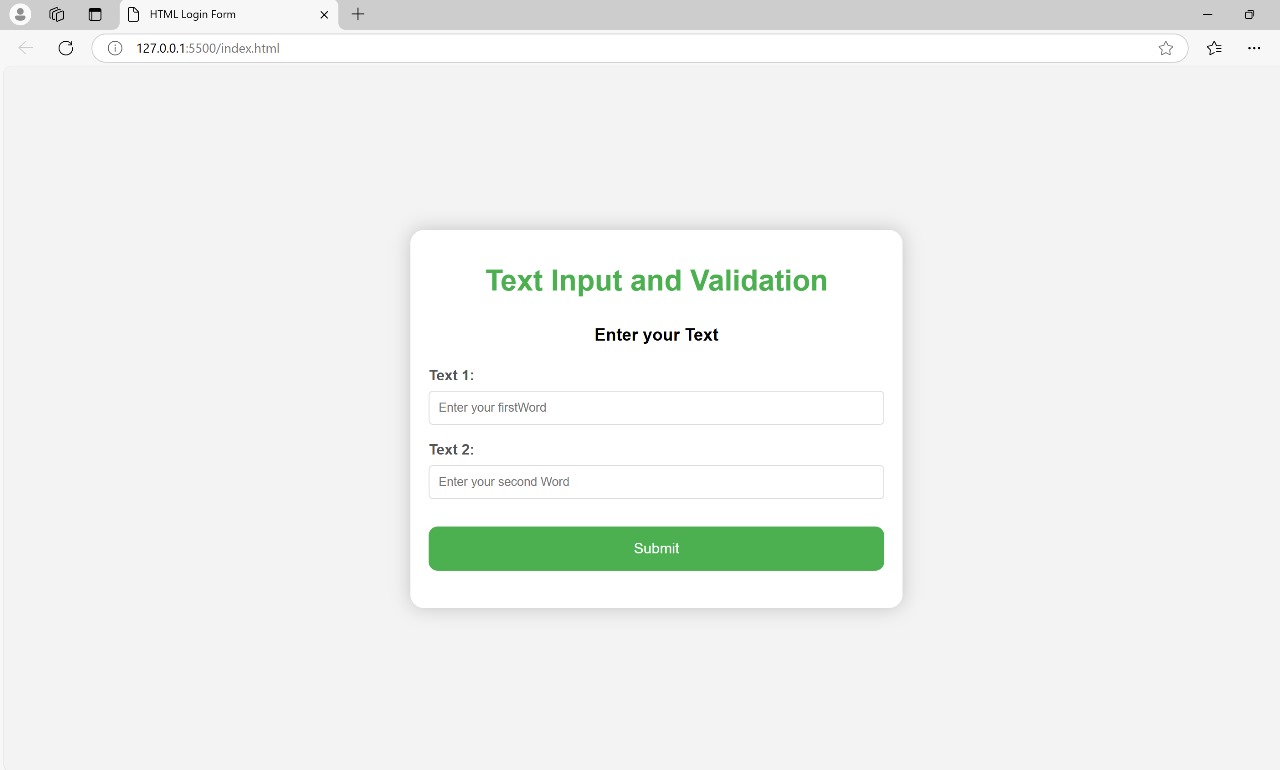 HTML Login Form
127.0.0.1:5500/index.html
Text Input and Validation
Enter your Text
Text 1:
Enter your firstWord
Text 2:
Enter your second Word
Submit